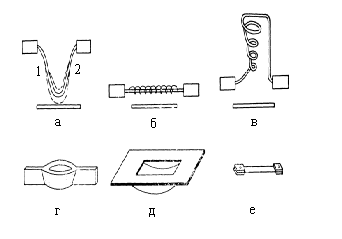 1 2
а б в
г д е